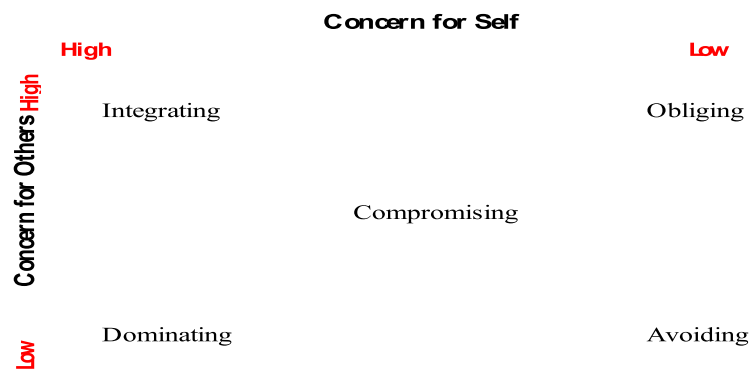 Concern for Self
High Low
High
Integrating Obliging
Concern for Others
Compromising
Dominating Avoiding
Low